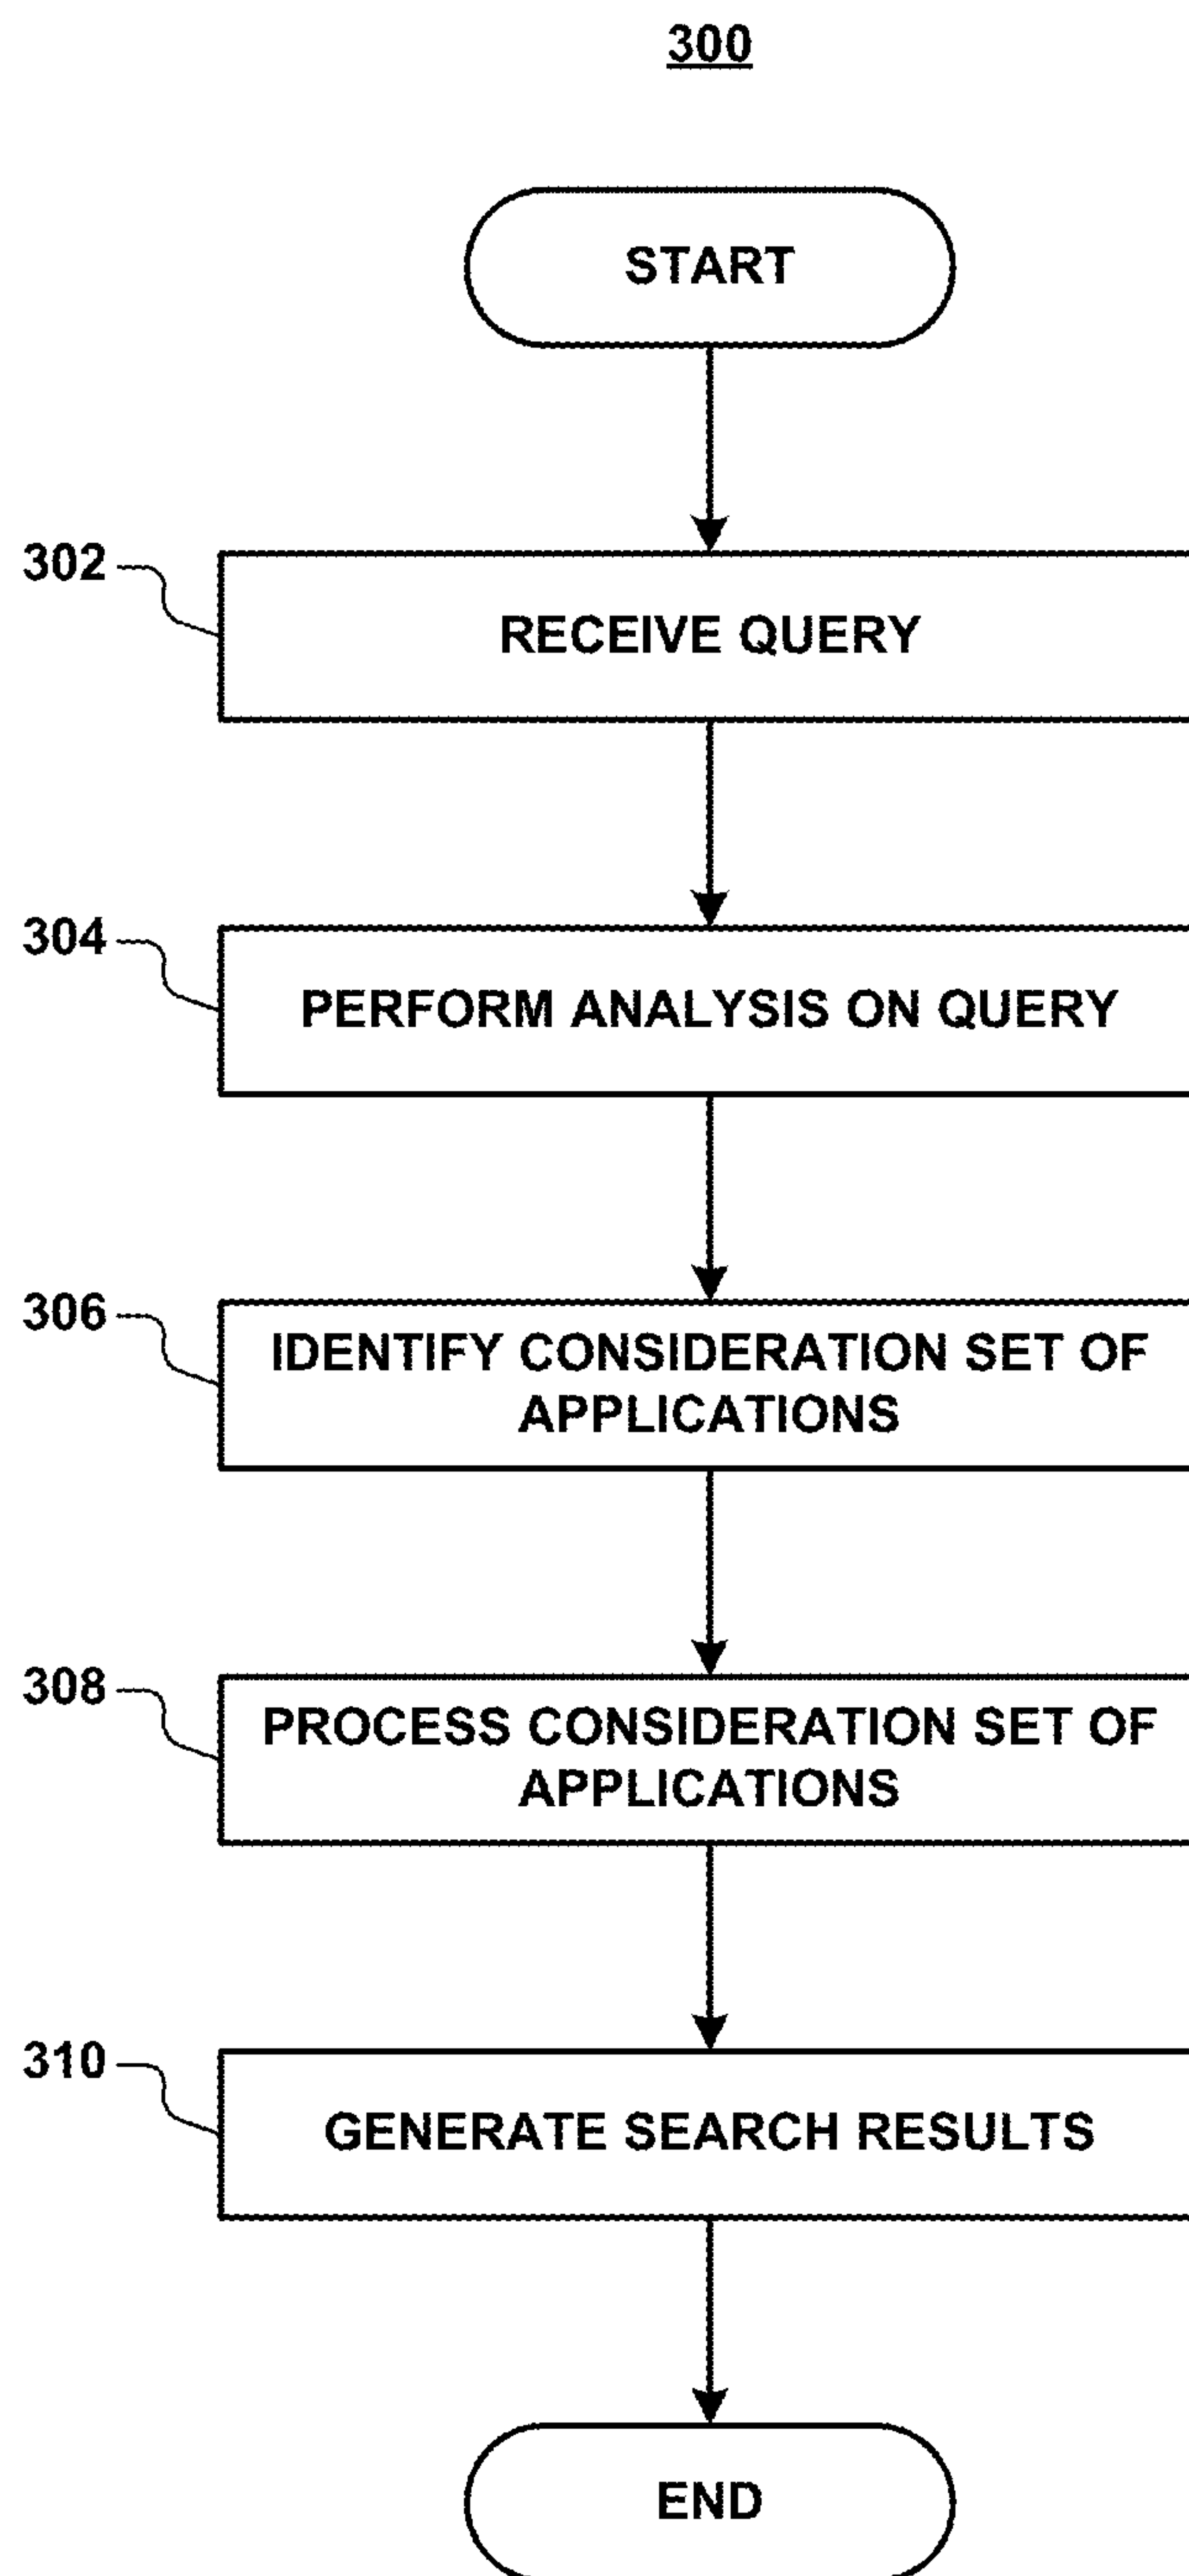 300
START
302
RECEIVE QUERY
304
PERFORM ANALYSIS ON QUERY
306
IDENTIFY CONSIDERATION SET OF
APPLICATIONS
308
PROCESS CONSIDERATION SET OF
APPLICATIONS
310
GENERATE SEARCH RESULTS
END